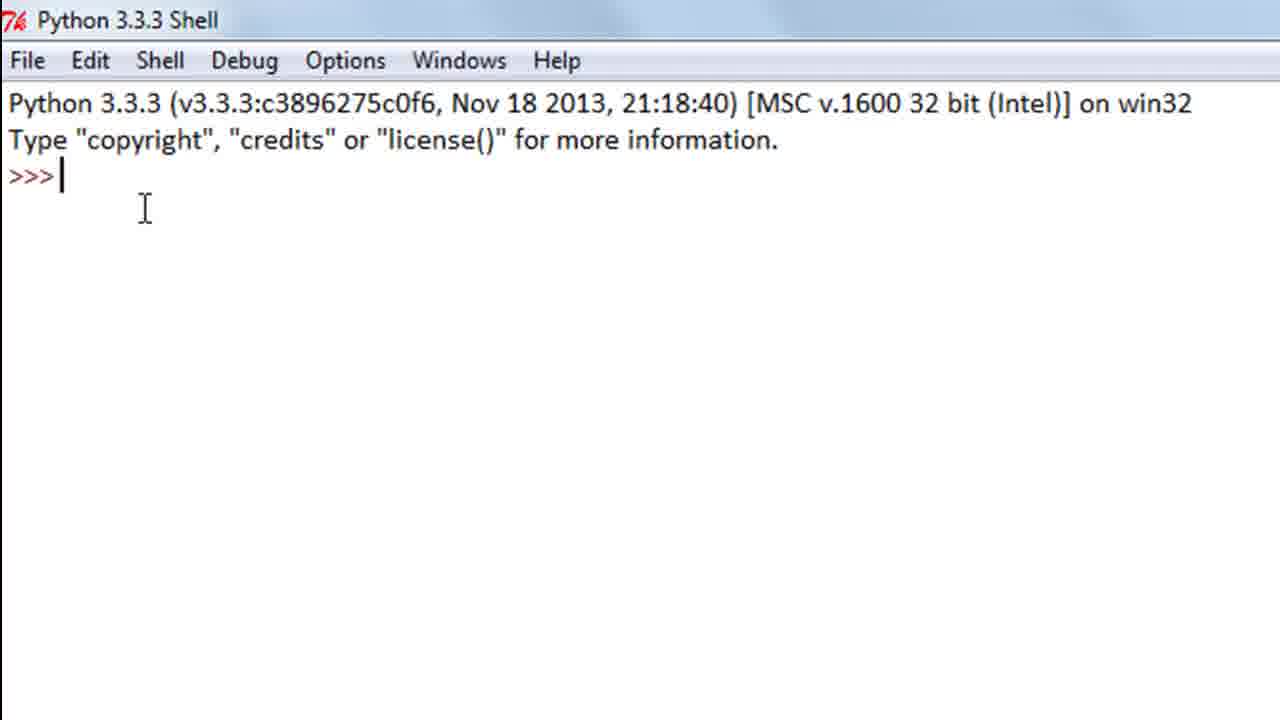 Python 3.3.3 Shell
File Edit Shell Debug Options Windows Help
Python 3.3.3 (v3.3.3:c3896275c0f6, Nov 18 2013, 21:18:40) [MSC v.1600 32 bit (Intel)] on win32
Type "copyright", "credits" or "license()" for more information.
>>>